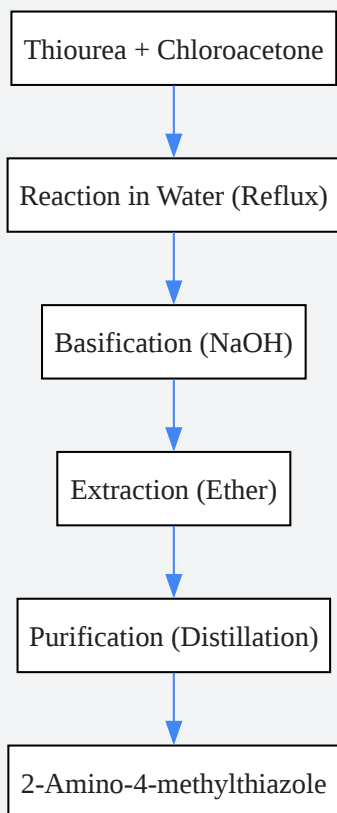 Thiourea + Chloroacetone
Reaction in Water (Reflux)
Basification (NaOH)
Extraction (Ether)
Purification (Distillation)
2-Amino-4-methylthiazole